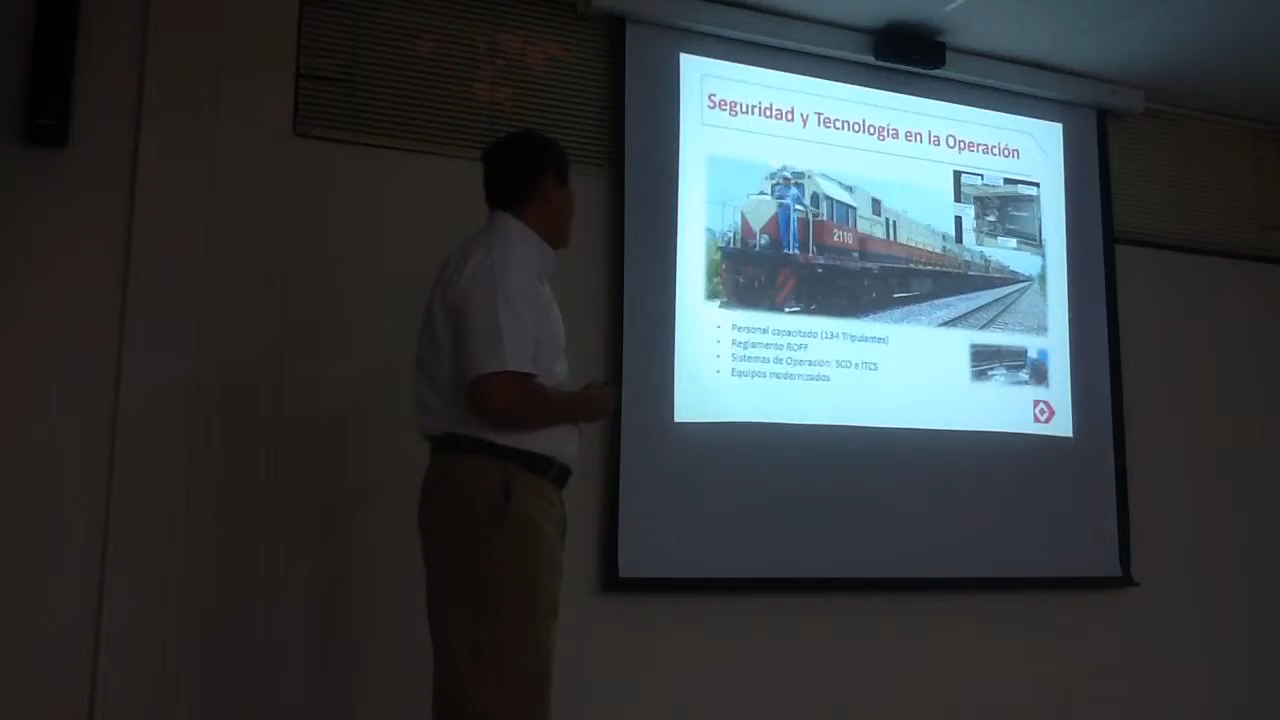 Seguridad y Tecnología en la Operación
2110
• Personal capacitado (134 Tripulantes)
• Reglamento ROFF
• Sistemas de Operación: SCO e ITCS
• Equipos modernizados